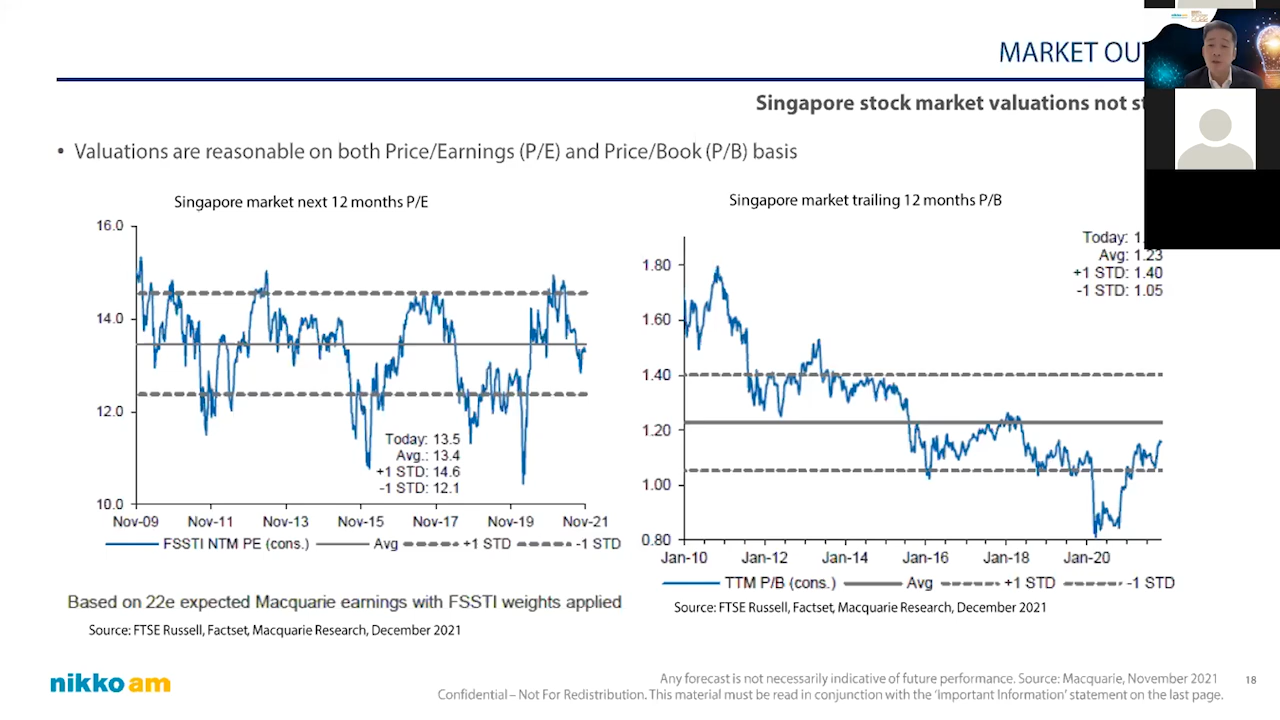 MARKET
Singapore stock market valuations not
• Valuations are reasonable on both Price/Earnings (P/E) and Price/Book (P/B) basis
Singapore market next 12 months P/E
16.0
14.0
12.0
10.0
Today: 13.5
Avg.: 13.4
+1 STD: 14.6
-1 STD: 12.1
Nov-09 Nov-11 Nov-13 Nov-15 Nov-17 Nov-19 Nov-21
FSSTI NTM PE (cons.) Avg +1 STD -1 STD
Based on 22e expected Macquarie earnings with FSSTI weights applied
Source: FTSE Russell, Factset, Macquarie Research, December 2021
Singapore market trailing 12 months P/B
Today:
Avg: 1.23
+1 STD: 1.40
-1 STD: 1.05
1.80
1.60
1.40
1.20
1.00
0.80
Jan-10 Jan-12 Jan-14 Jan-16 Jan-18 Jan-20
TTM P/B (cons.) Avg +1 STD -1 STD
Source: FTSE Russell, Factset, Macquarie Research, December 2021
nikko am
Any forecast is not necessarily indicative of future performance. Source: Macquarie, November 2021
18
Confidential – Not For Redistribution. This material must be read in conjunction with the ‘Important Information’ statement on the last page.
nikko am